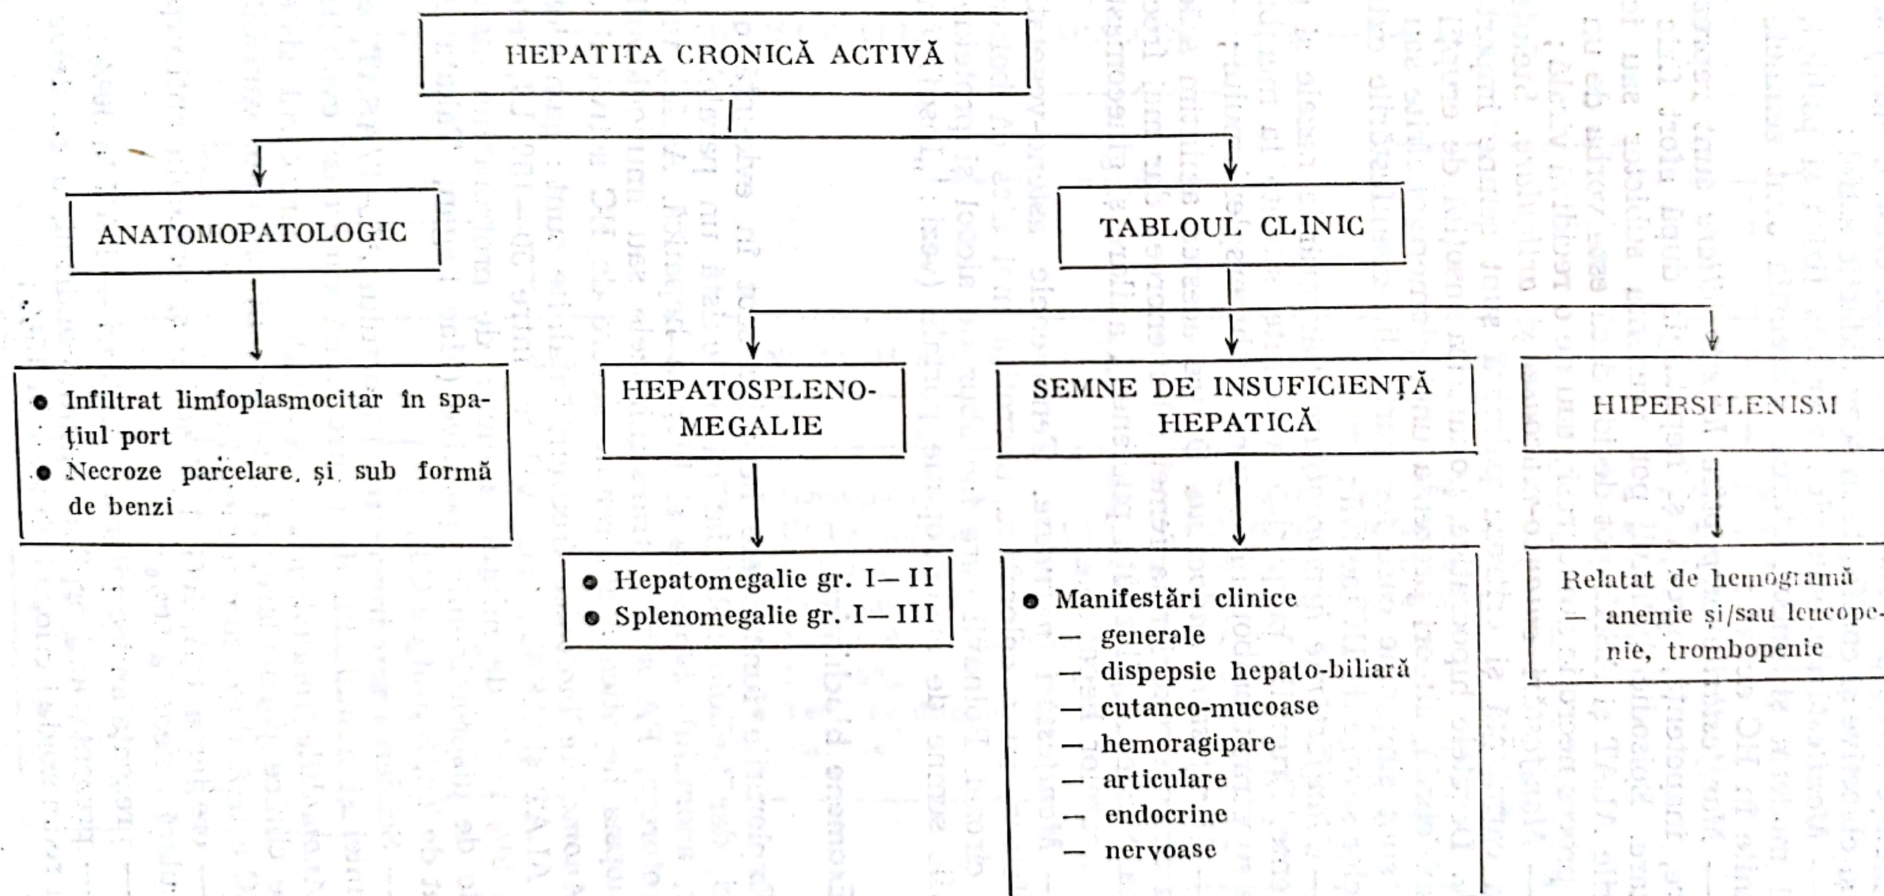 HEPATITA CRONICĂ ACTIVĂ
ANATOMOPATOLOGIC
TABLOUL CLINIC
● Infiltrat limfoplasmocitar în spa-
țiul port
● Necroze parcelare și sub formă
de benzi
HEPATOSPLENO-
MEGALIE
● Hepatomegalie gr. I—II
● Splenomegalie gr. I—III
SEMNE DE INSUFICIENȚĂ
HEPATICĂ
● Manifestări clinice
— generale
— dispepsie hepato-biliară
— cutaneo-mucoase
— hemoragipare
— articulare
— endocrine
— nervoase
HIPERSPLENISM
Relatat de hemogramă
— anemie și/sau leucope-
nie, trombopenie